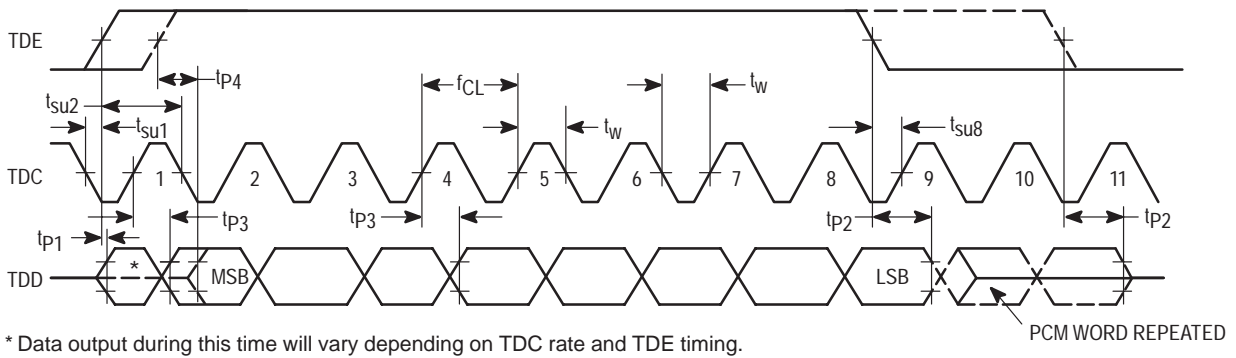 TDE
tP4
fCL
tw
tsu2
tsu1
tw
tsu8
TDC
1 2 3 4 5 6 7 8 9 10 11
tP3
tP3
tP2
tP2
tP1
*
TDD
MSB
LSB
PCM WORD REPEATED
* Data output during this time will vary depending on TDC rate and TDE timing.